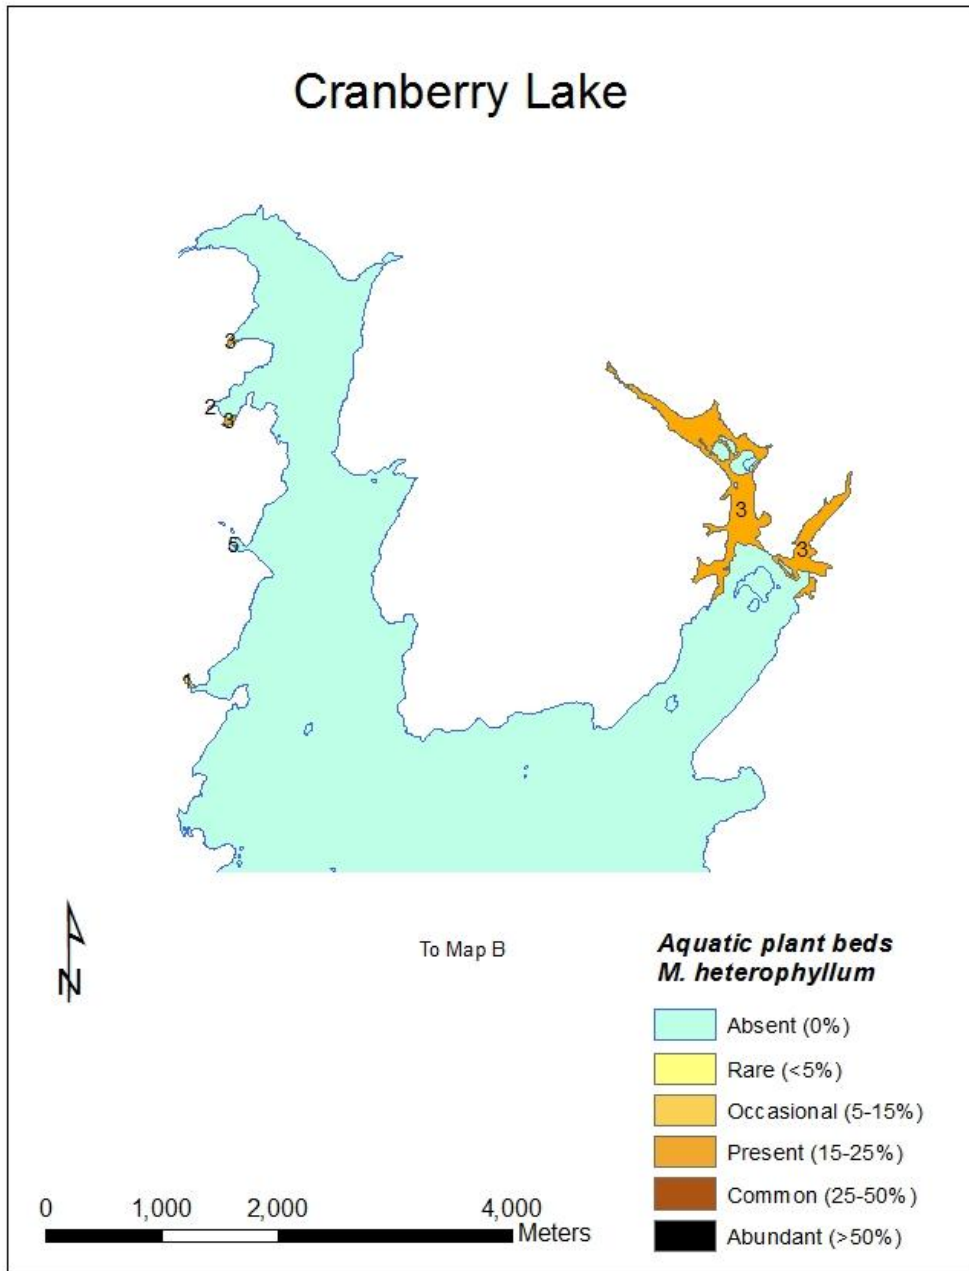 Cranberry Lake
3
2
3
3
5
3
1
N
To Map B
Aquatic plant beds
M. heterophyllum
Absent (0%)
Rare (<5%)
Occasional (5-15%)
Present (15-25%)
Common (25-50%)
Abundant (>50%)
0 1,000 2,000 4,000
Meters